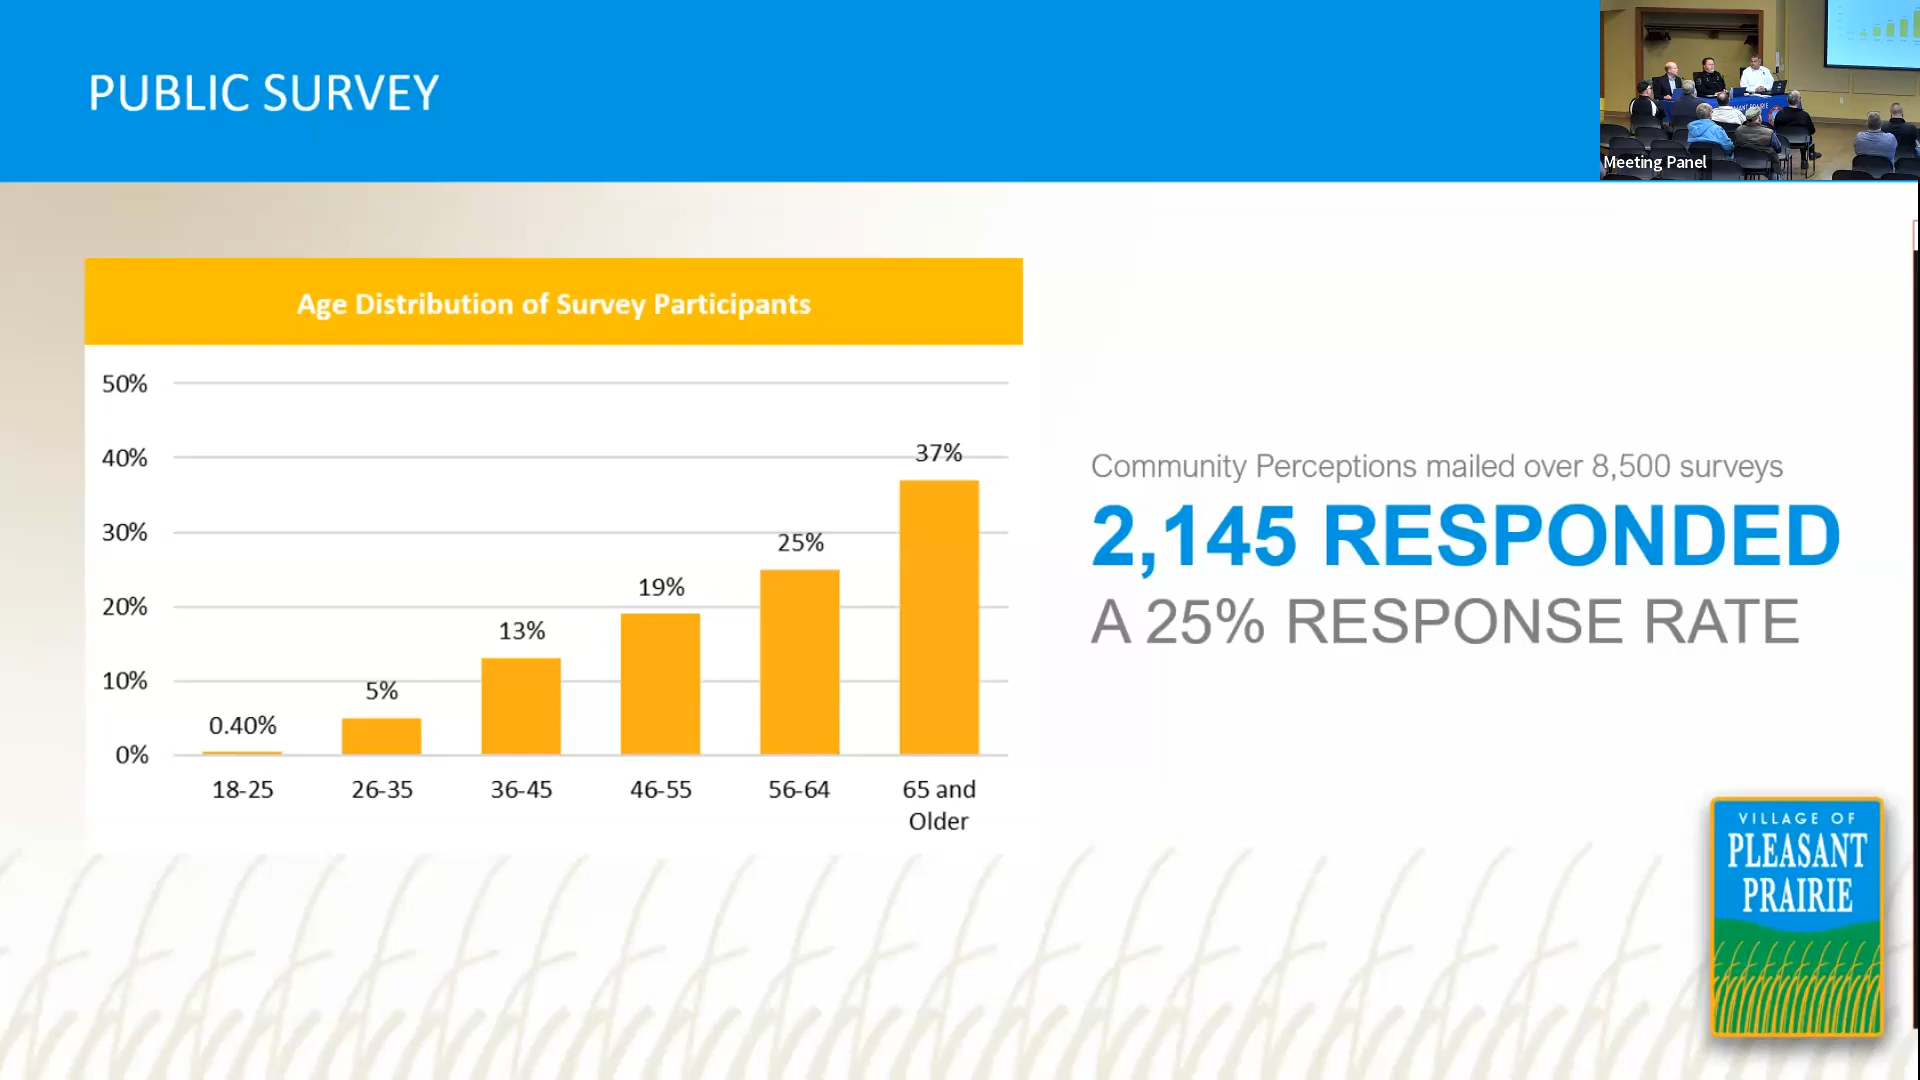 PUBLIC SURVEY
Meeting Panel
Age Distribution of Survey Participants
50%
40%
30%
20%
10%
0%
0.40%
5%
13%
19%
25%
37%
18-25
26-35
36-45
46-55
56-64
65 and
Older
Community Perceptions mailed over 8,500 surveys
2,145 RESPONDED
A 25% RESPONSE RATE
VILLAGE OF
PLEASANT
PRAIRIE